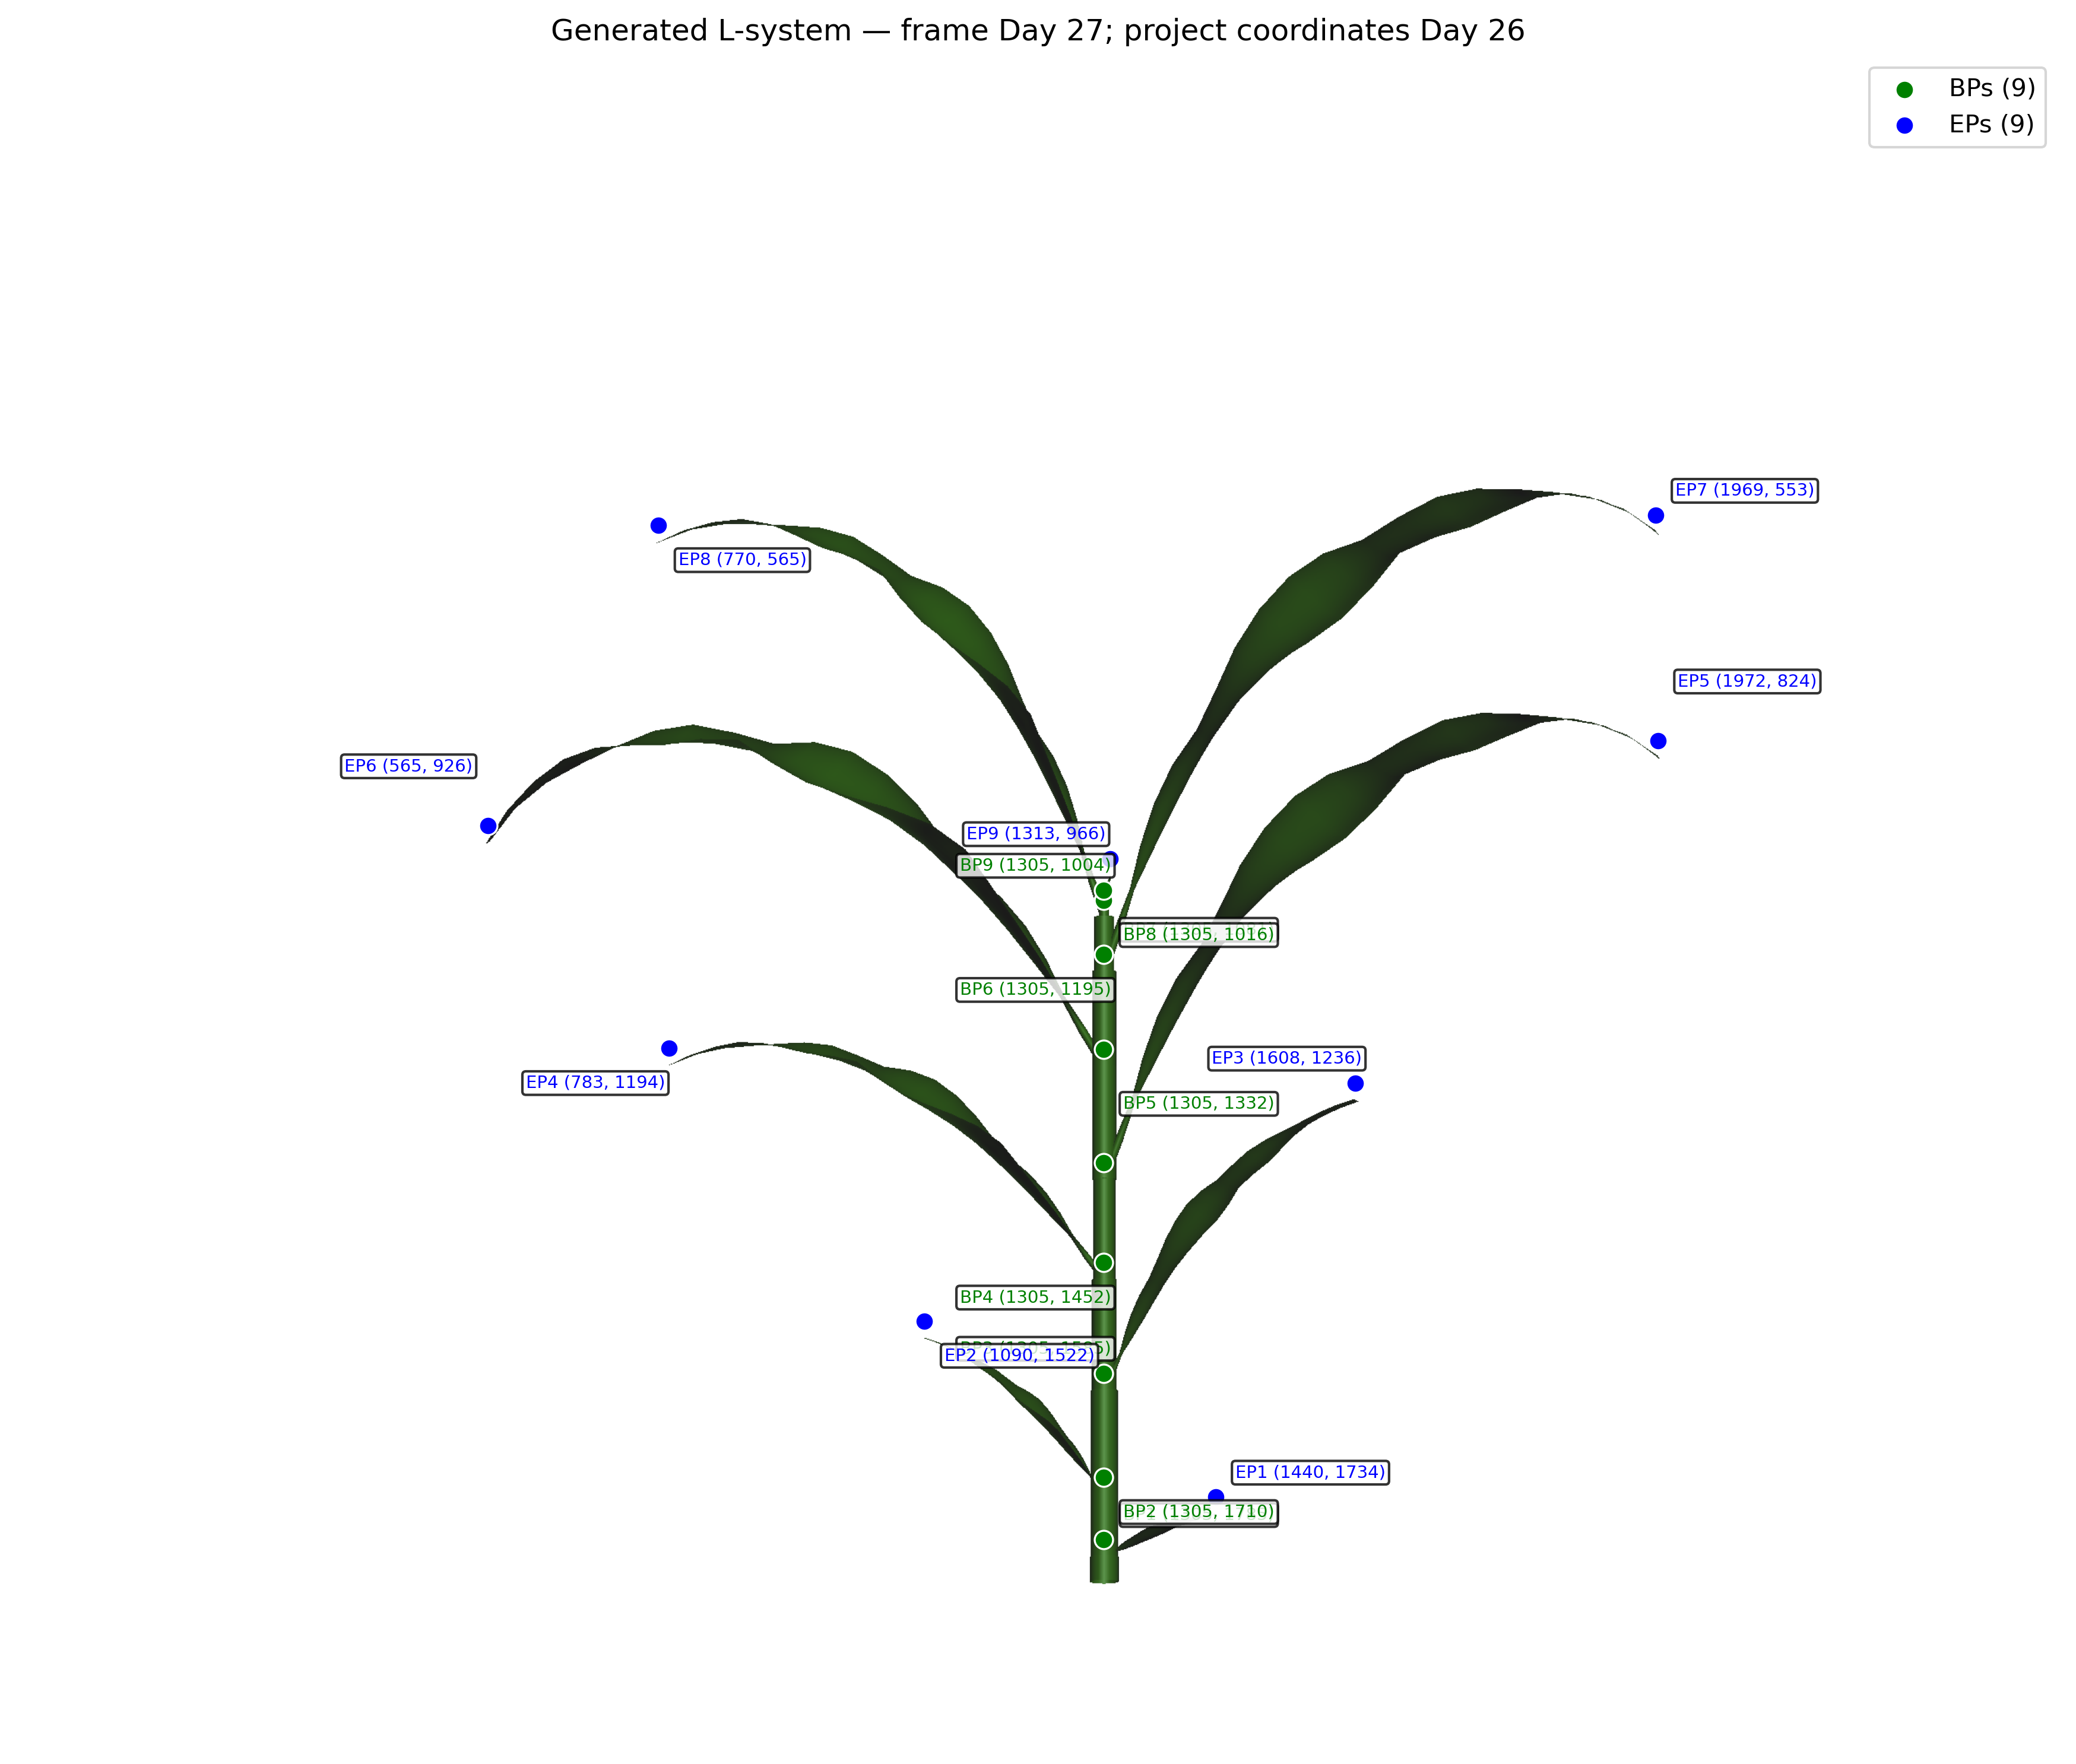 Generated L-system — frame Day 27; project coordinates Day 26
BPs (9)
EPs (9)
EP7 (1969, 553)
EP8 (770, 565)
EP5 (1972, 824)
EP6 (565, 926)
EP9 (1313, 966)
BP9 (1305, 1004)
BP8 (1305, 1016)
BP6 (1305, 1195)
EP3 (1608, 1236)
EP4 (783, 1194)
BP5 (1305, 1332)
BP4 (1305, 1452)
EP2 (1090, 1522)
EP1 (1440, 1734)
BP2 (1305, 1710)